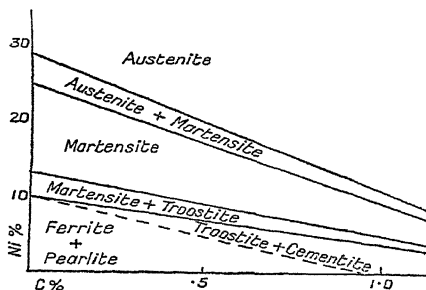 30
Austenite
Austenite + Martensite
20
Martensite
10
Martensite + Troostite
Troostite + Cementite
Ferrite
+
Pearlite
Ni %
C %
.5
1.0